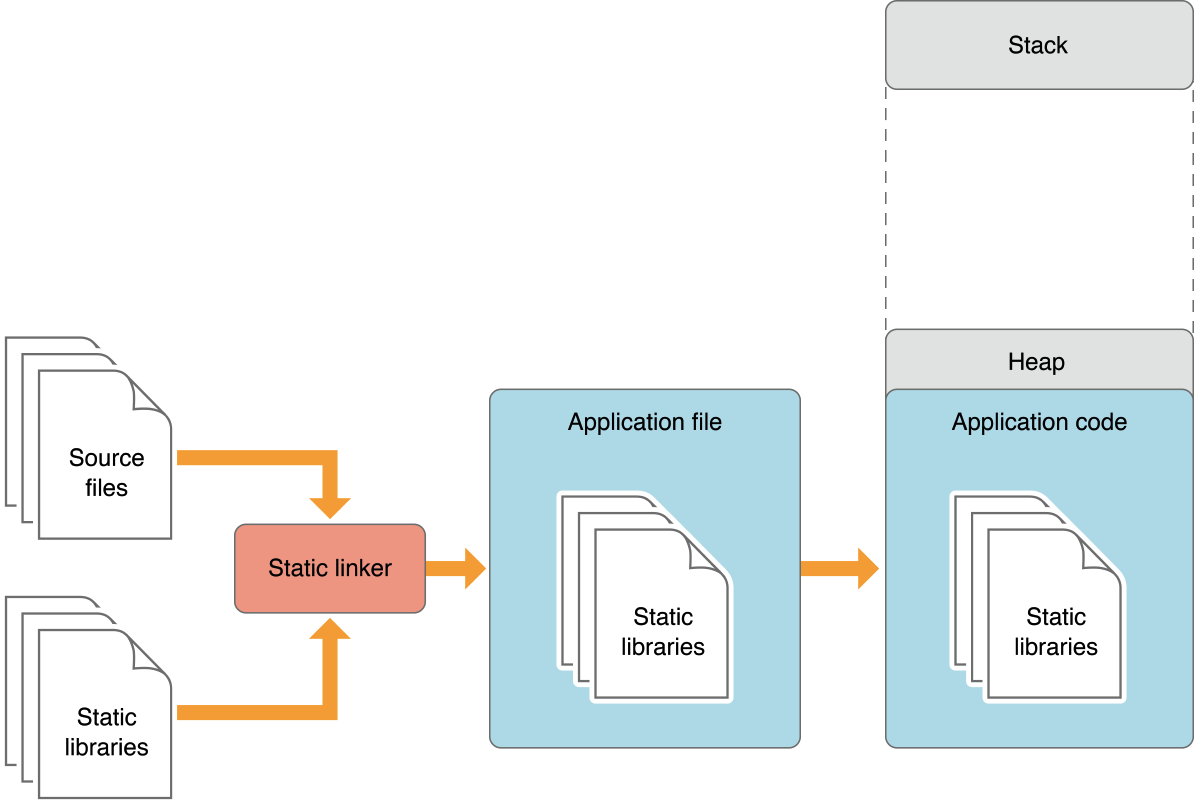 Stack
Heap
Source
files
Static linker
Static
libraries
Application file
Static
libraries
Application code
Static
libraries